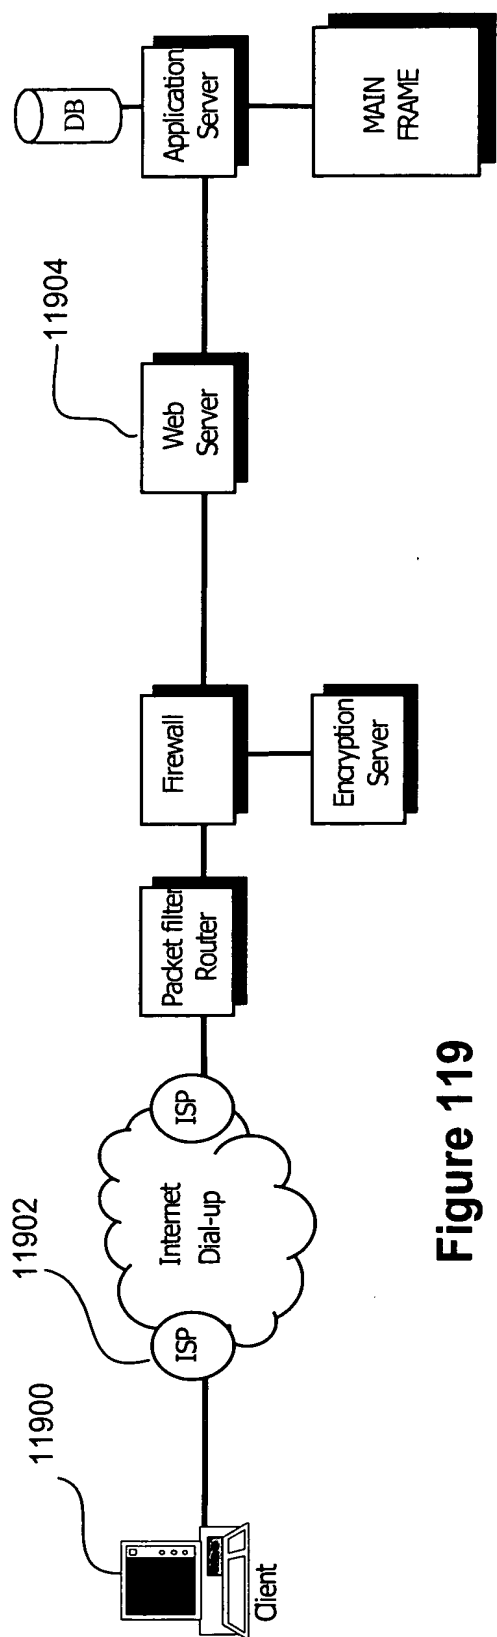 11900
Client
11902
ISP
Internet
Dial-up
ISP
Packet filter
Router
Firewall
Encryption
Server
11904
Web
Server
DB
Application
Server
MAIN
FRAME
Figure 119